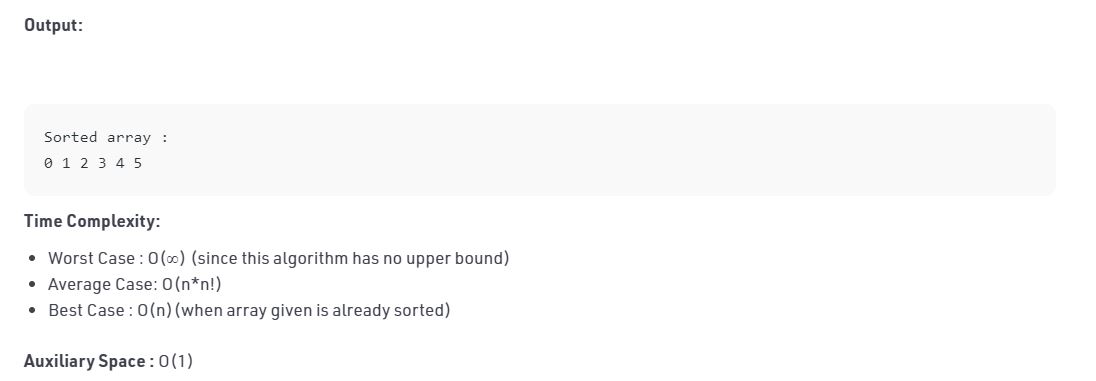 Output:
Sorted array :
0 1 2 3 4 5
Time Complexity:
• Worst Case : O(∞) (since this algorithm has no upper bound)
• Average Case: O(n*n!)
• Best Case : O(n)(when array given is already sorted)
Auxiliary Space : O(1)